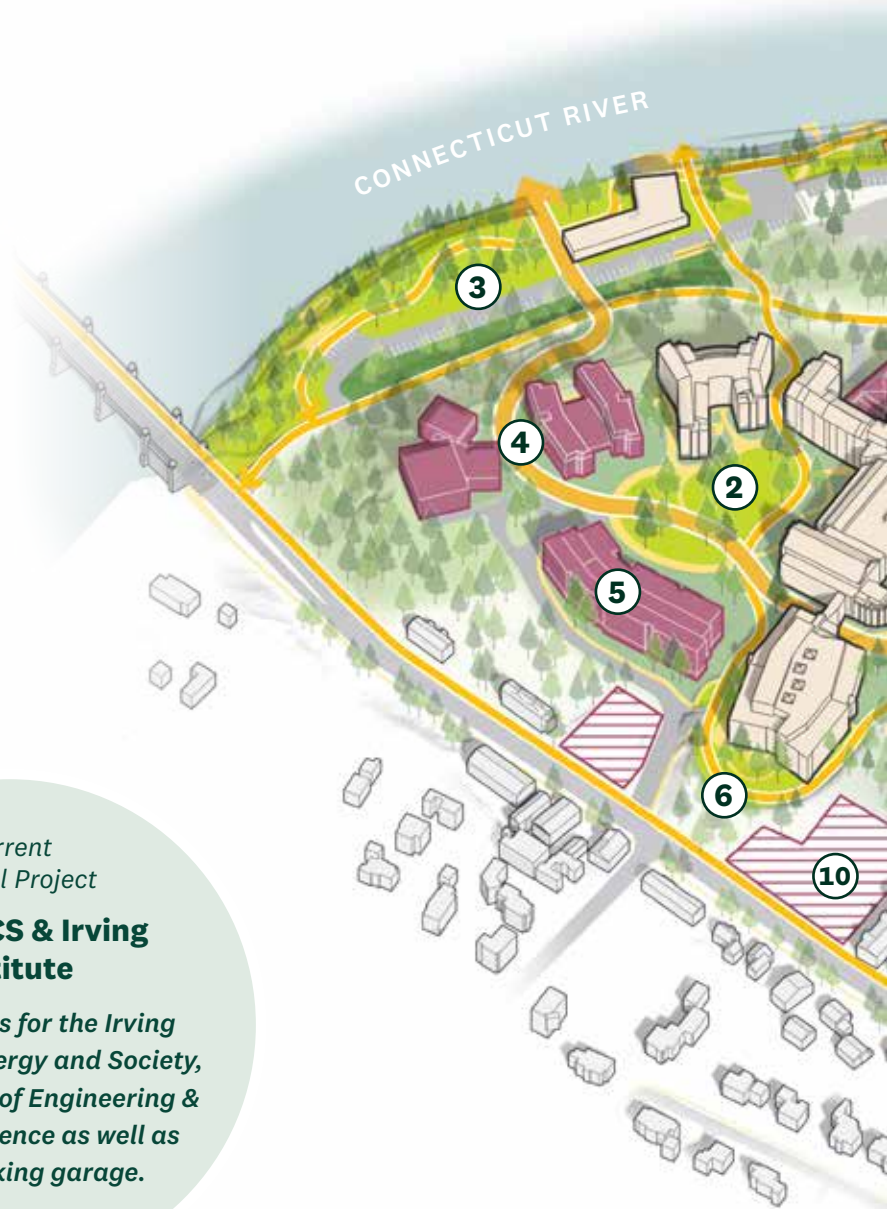 CONNECTICUT RIVER
3
4
2
5
6
10
rrent
l Project
CS & Irving
titute
s for the Irving
ergy and Society,
of Engineering &
ence as well as
king garage.